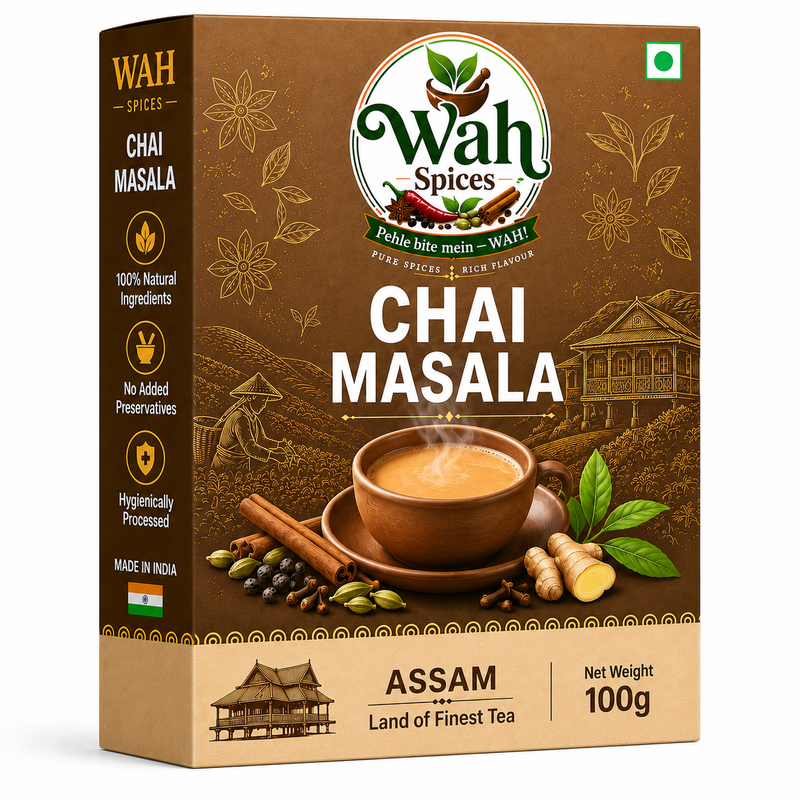 WAH
SPICES
CHAI
MASALA
100% Natural
Ingredients
No Added
Preservatives
Hygienically
Processed
MADE IN INDIA
Wah
Spices
Pehle bite mein – WAH!
PURE SPICES RICH FLAVOUR
CHAI
MASALA
ASSAM
Land of Finest Tea
Net Weight
100g